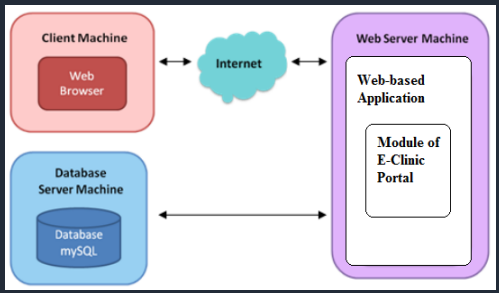 Client Machine
Web
Browser
Internet
Web Server Machine
Web-based
Application
Module of
E-Clinic
Portal
Database
Server Machine
Database
mySQL